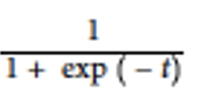 1
1 + exp ( − t)